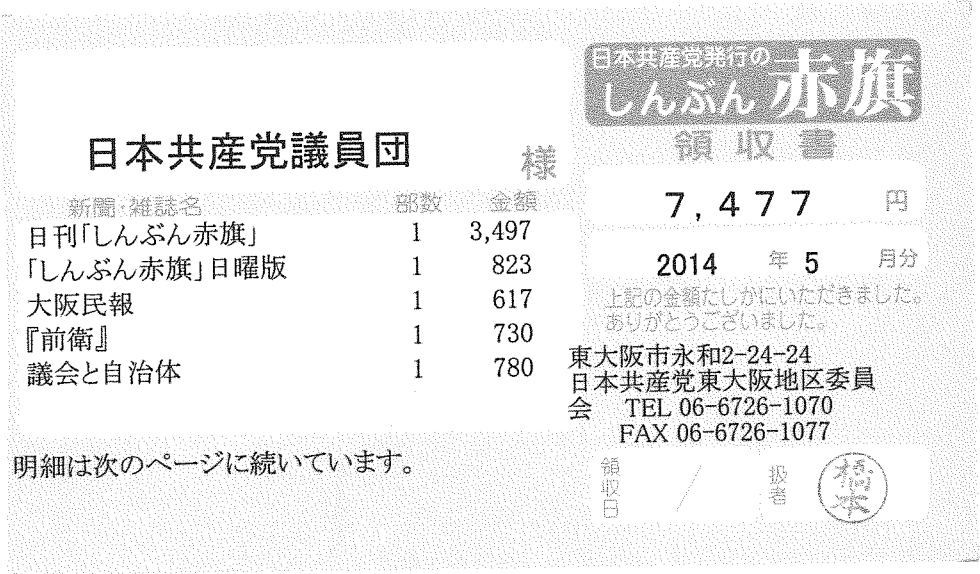 日本共産党議員団 様
新聞・雑誌名 部数 金額
日刊「しんぶん赤旗」 1 3,497
「しんぶん赤旗」日曜版 1 823
大阪民報 1 617
『前衛』 1 730
議会と自治体 1 780
明細は次のページに続いています。
日本共産党発行の
しんぶん赤旗
領収書
7,477 円
2014 年 5 月分
上記の金額たしかにいただきました。
ありがとうございました。
東大阪市永和2-24-24
日本共産党東大阪地区委員
会 TEL 06-6726-1070
FAX 06-6726-1077
領収日 / 扱者 橋本